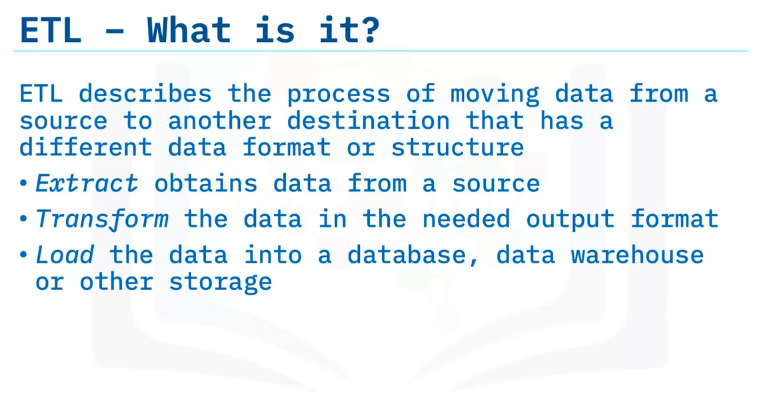 ETL – What is it?
ETL describes the process of moving data from a
source to another destination that has a
different data format or structure
• Extract obtains data from a source
• Transform the data in the needed output format
• Load the data into a database, data warehouse
or other storage